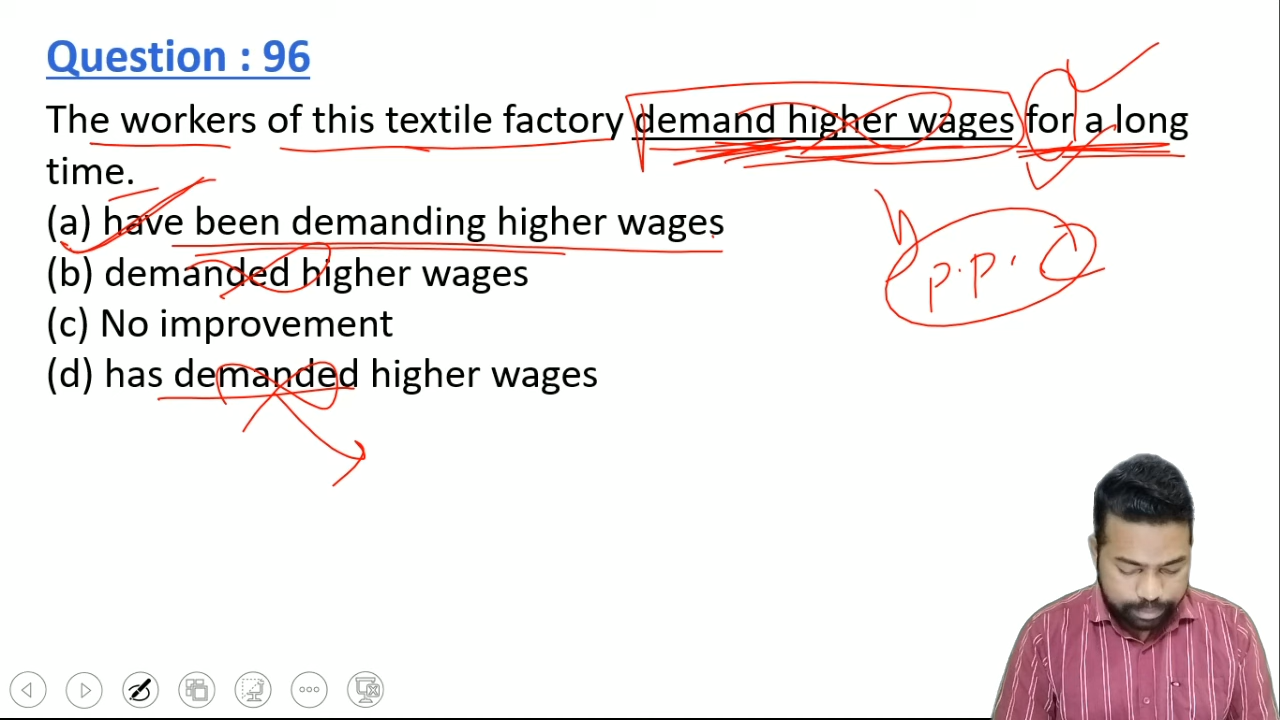 Question : 96
The workers of this textile factory demand higher wages for a long
time.
(a) have been demanding higher wages
(b) demanded higher wages
(c) No improvement
(d) has demanded higher wages
p.p.